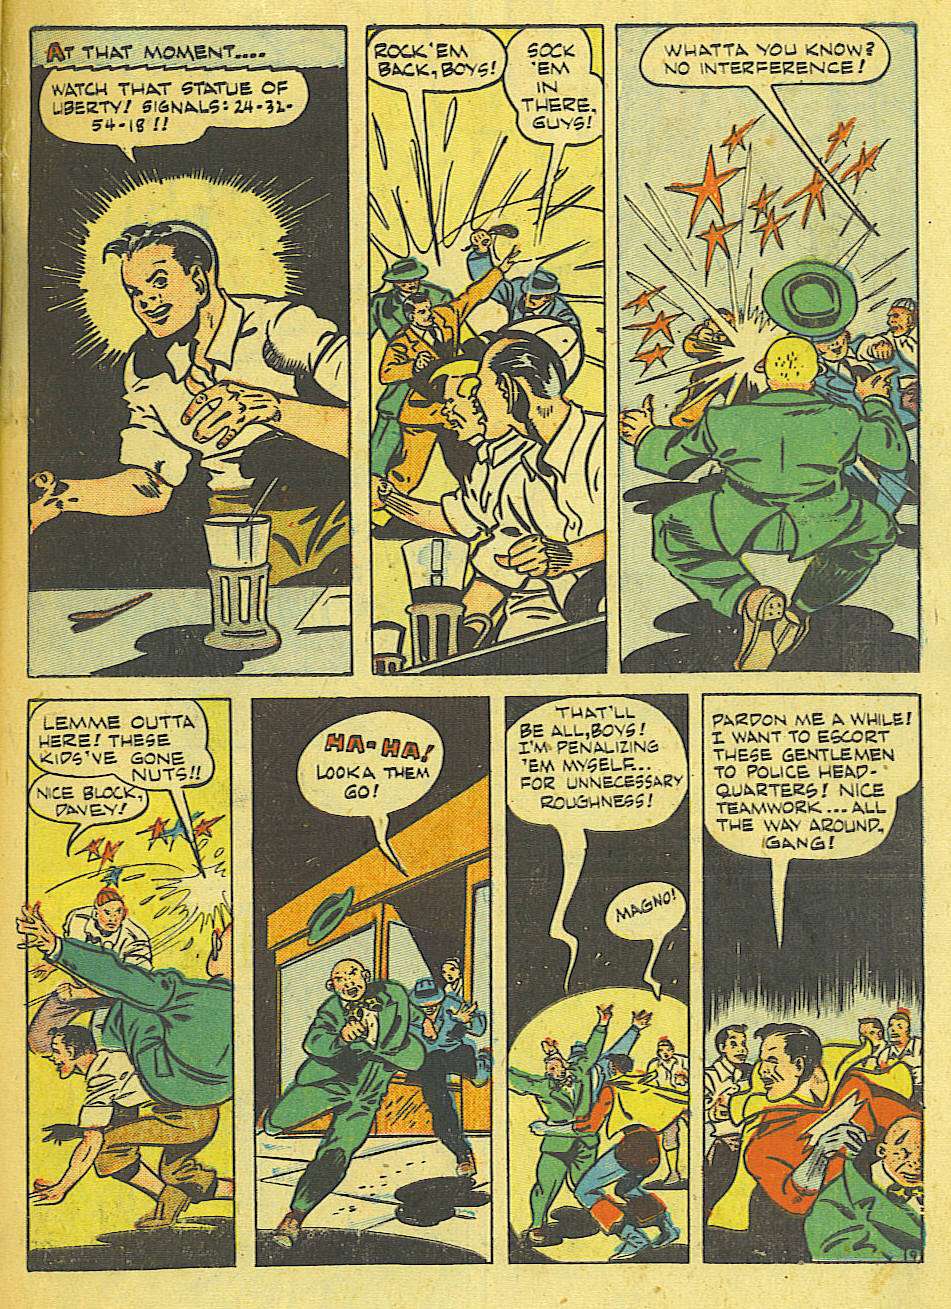 AT THAT MOMENT....
WATCH THAT STATUE OF
LIBERTY! SIGNALS: 24-32-
54-18!!
ROCK 'EM
BACK, BOYS!
SOCK
'EM
IN
THERE,
GUYS!
WHATTA YOU KNOW?
NO INTERFERENCE!
LEMME OUTTA
HERE! THESE
KIDS'VE GONE
NUTS!!
NICE BLOCK,
DAVEY!
HA-HA!
LOOKA THEM
GO!
THAT'LL
BE ALL, BOYS!
I'M PENALIZING
'EM MYSELF...
FOR UNNECESSARY
ROUGHNESS!
MAGNO!
PARDON ME A WHILE!
I WANT TO ESCORT
THESE GENTLEMEN
TO POLICE HEAD-
QUARTERS! NICE
TEAMWORK... ALL
THE WAY AROUND,
GANG!
9